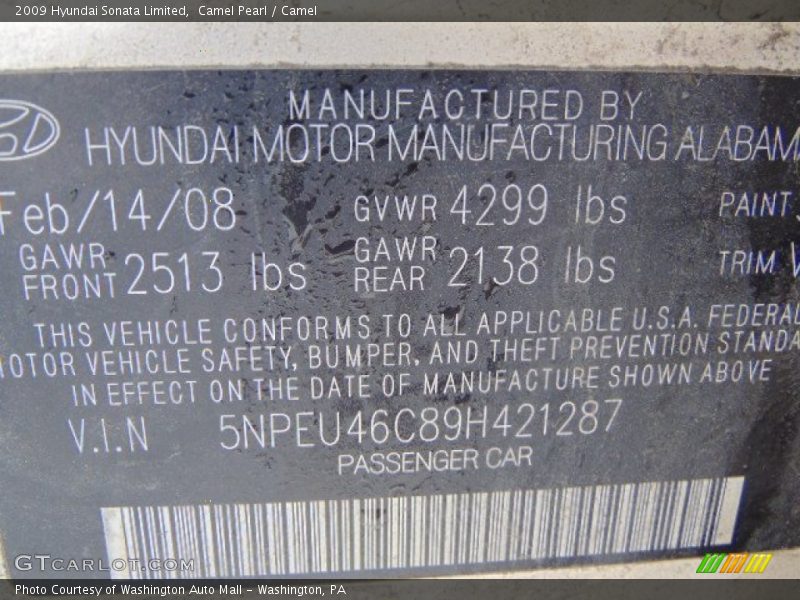 2009 Hyundai Sonata Limited, Camel Pearl / Camel
MANUFACTURED BY
HYUNDAI MOTOR MANUFACTURING ALABAMA
Feb/14/08 GVWR 4299 lbs PAINT
GAWR FRONT 2513 lbs GAWR REAR 2138 lbs TRIM
THIS VEHICLE CONFORMS TO ALL APPLICABLE U.S.A. FEDERAL
MOTOR VEHICLE SAFETY, BUMPER, AND THEFT PREVENTION STANDA
IN EFFECT ON THE DATE OF MANUFACTURE SHOWN ABOVE
V.I.N 5NPEU46C89H421287
PASSENGER CAR
GTCARLOT.COM
Photo Courtesy of Washington Auto Mall - Washington, PA